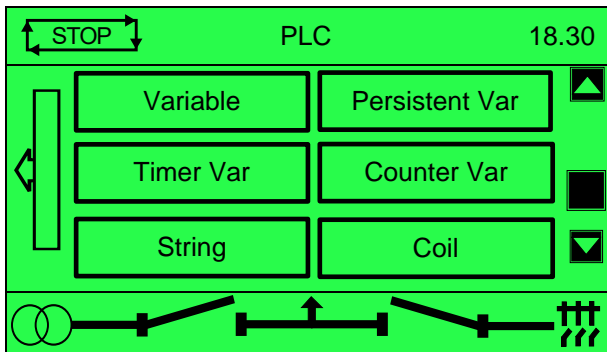 STOP PLC 18.30
Variable Persistent Var
Timer Var Counter Var
String Coil